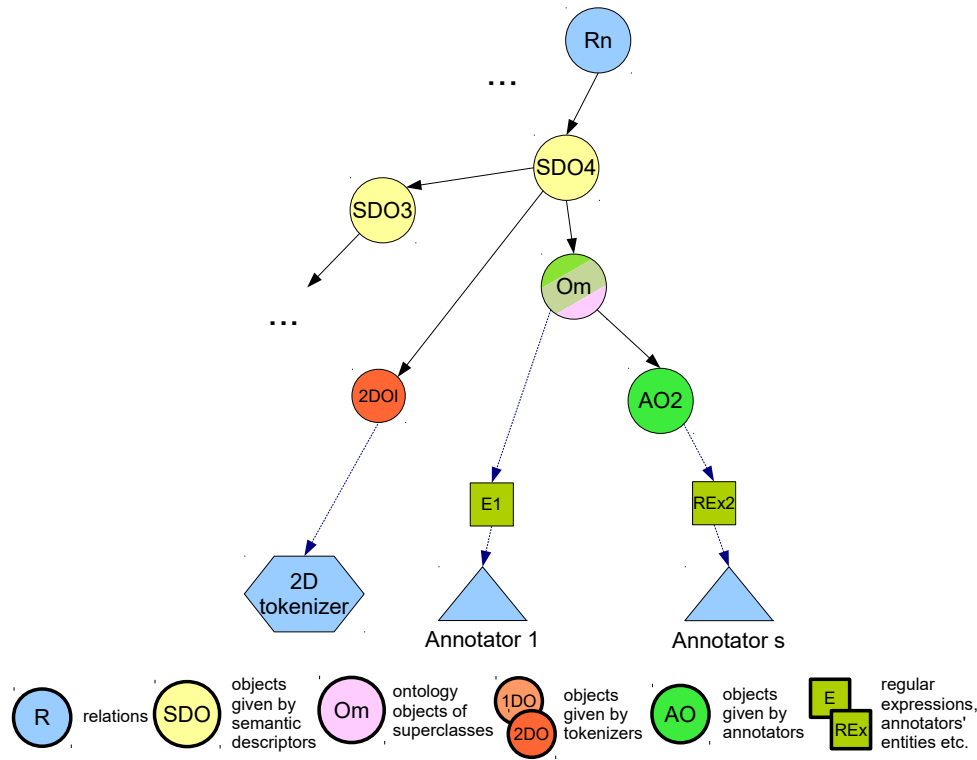 Rn
...
SDO4
SDO3
Om
...
2DOl
AO2
E1
REx2
2D
tokenizer
Annotator 1
Annotator s
R
relations
SDO
objects
given by
semantic
descriptors
Om
ontology
objects of
superclasses
1DO
2DO
objects
given by
tokenizers
AO
objects
given by
annotators
E
REx
regular
expressions,
annotators'
entities etc.